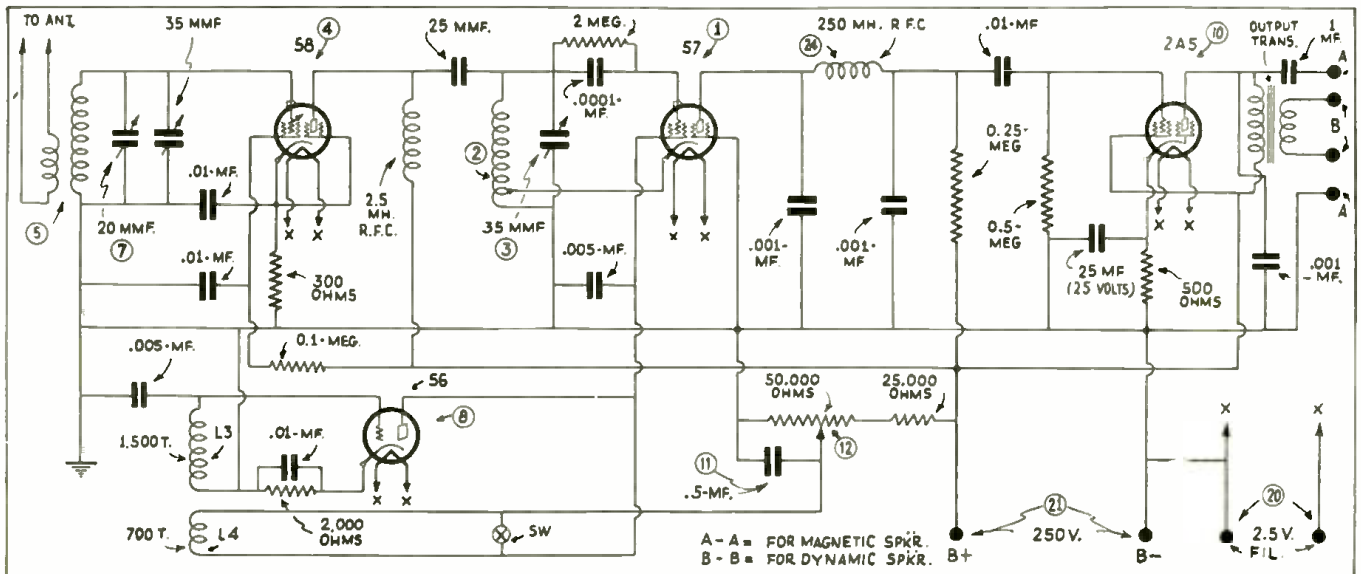 TO ANT.
35 MMF
④
58
25 MMF.
2 MEG.
①
57
250 MH. R.F.C
㉔
.01-MF
⑩
2A5
OUTPUT TRANS.
1 MF.
A
B
A
.0001-MF.
②
35 MMF
③
⑤
20 MMF.
⑦
.01-MF.
.01-MF.
300 OHMS
2.5 MH. R.F.C.
.005-MF.
.001-MF.
.001-MF
0.25-MEG
0.5-MEG
25 MF (25 VOLTS)
500 OHMS
.001-MF.
X X
X X
X X
0.1-MEG.
.005-MF.
56
⑧
50,000 OHMS
25,000 OHMS
⑫
1,500 T.
L3
.01-MF.
X X
2,000 OHMS
⑪
.5-MF.
700 T.
L4
SW
A-A = FOR MAGNETIC SPKR.
B-B = FOR DYNAMIC SPKR.
B+
㉑
250 V.
B-
X
X
⑳
2.5 V.
FIL.